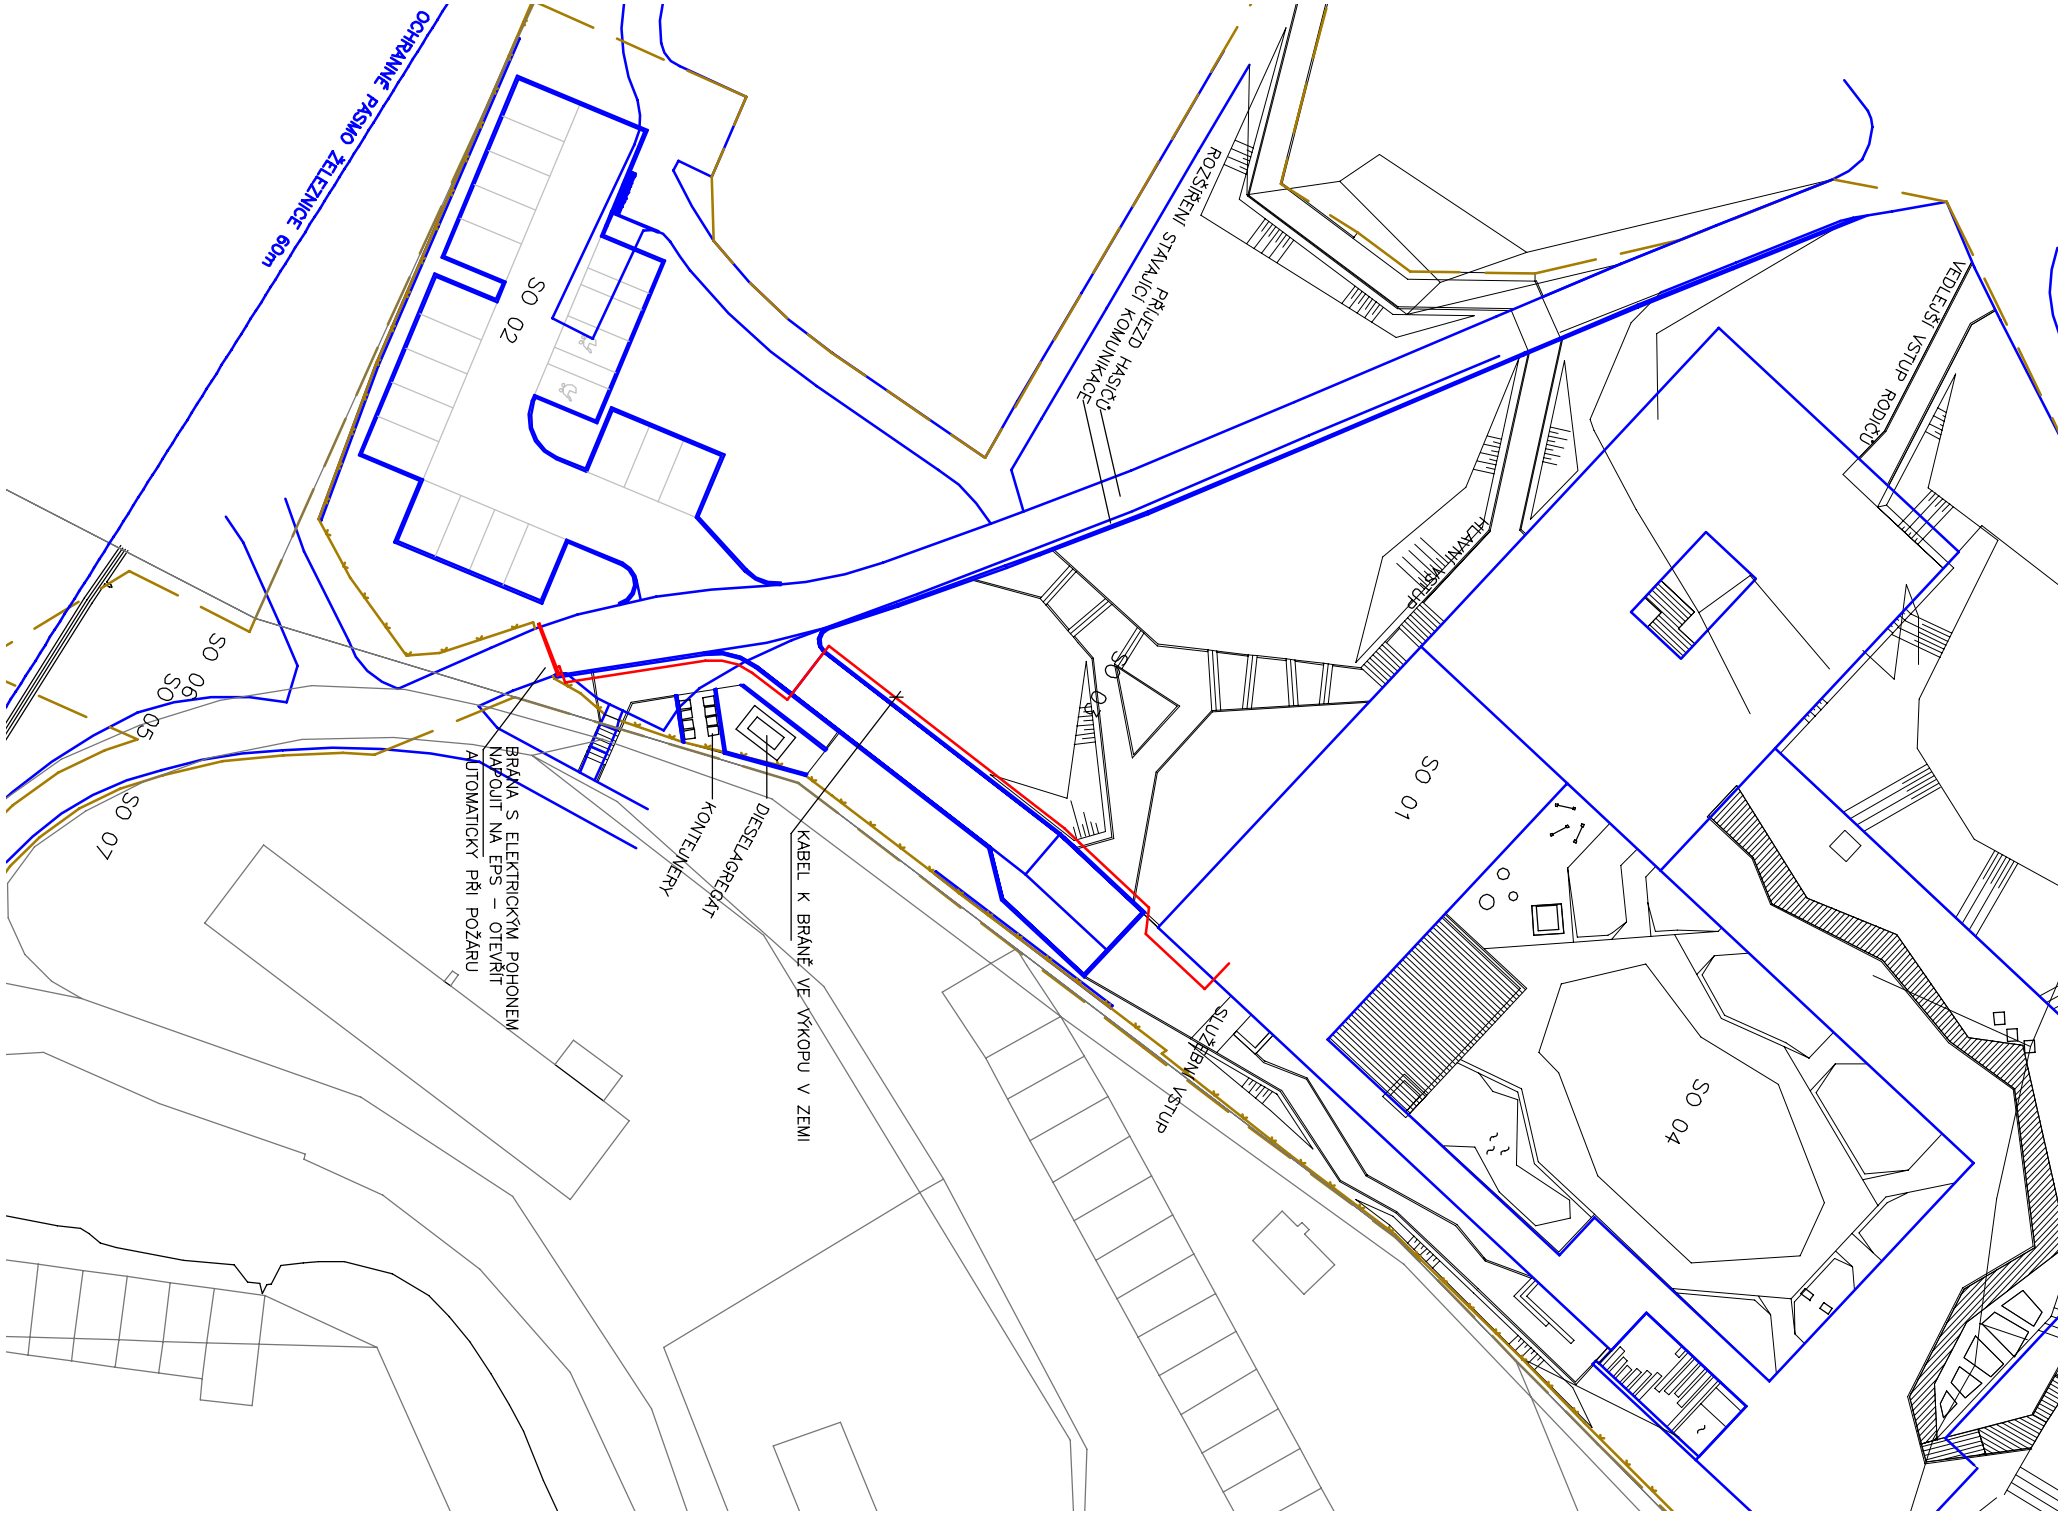 OCHRANNÉ PÁSMO ŽELEZNICE 60m
SO 02
ROZŠÍŘENÍ STÁVAJÍCÍ KOMUNIKACE
PŘÍJEZD HASIČŮ
VEDLEJŠÍ VSTUP RODIČŮ
HLAVNÍ VSTUP
SO 03
SO 01
SO 06
SO 05
SO 07
BRÁNA S ELEKTRICKÝM POHONEM
NAPOJIT NA EPS – OTEVŘÍT
AUTOMATICKY PŘI POŽÁRU
KONTEJNERY
DIESELAGREGÁT
KABEL K BRÁNĚ VE VÝKOPU V ZEMI
SLUŽEBNÍ VSTUP
SO 04